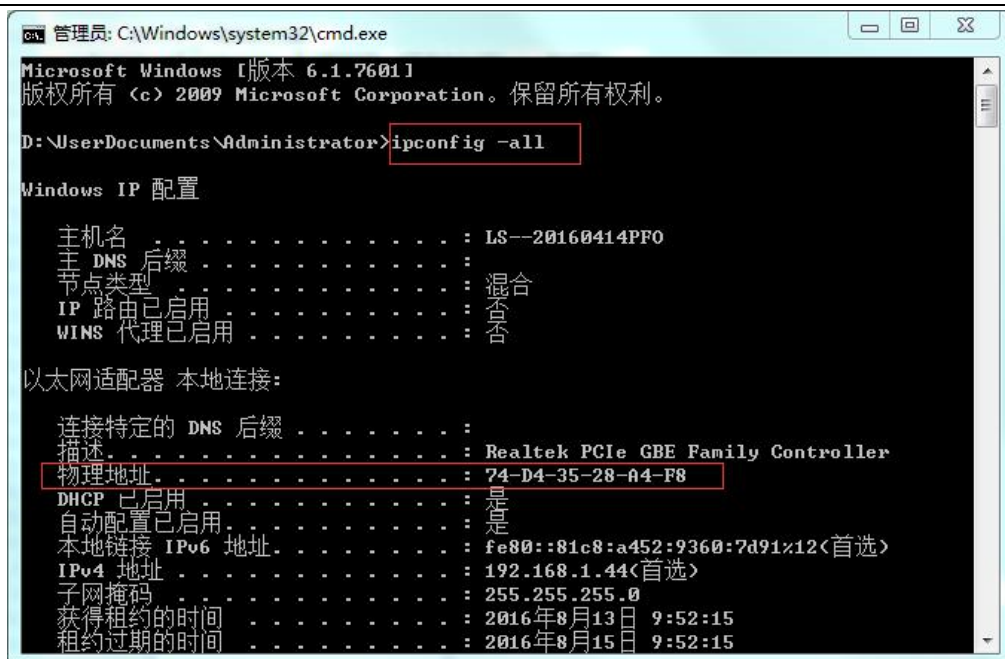 管理员: C:\Windows\system32\cmd.exe
Microsoft Windows [版本 6.1.7601]
版权所有 (c) 2009 Microsoft Corporation。保留所有权利。
D:\UserDocuments\Administrator>ipconfig -all
Windows IP 配置
主机名 . . . . . . . . . . . . . : LS--20160414PFO
主 DNS 后缀 . . . . . . . . . . . :
节点类型 . . . . . . . . . . . . : 混合
IP 路由已启用 . . . . . . . . . . : 否
WINS 代理已启用 . . . . . . . . . : 否
以太网适配器 本地连接:
连接特定的 DNS 后缀 . . . . . . . :
描述. . . . . . . . . . . . . . . : Realtek PCIe GBE Family Controller
物理地址. . . . . . . . . . . . . : 74-D4-35-28-A4-F8
DHCP 已启用 . . . . . . . . . . . : 是
自动配置已启用. . . . . . . . . . : 是
本地链接 IPv6 地址. . . . . . . . : fe80::81c8:a452:9360:7d91%12(首选)
IPv4 地址 . . . . . . . . . . . . : 192.168.1.44(首选)
子网掩码 . . . . . . . . . . . . : 255.255.255.0
获得租约的时间 . . . . . . . . . : 2016年8月13日 9:52:15
租约过期的时间 . . . . . . . . . : 2016年8月15日 9:52:15